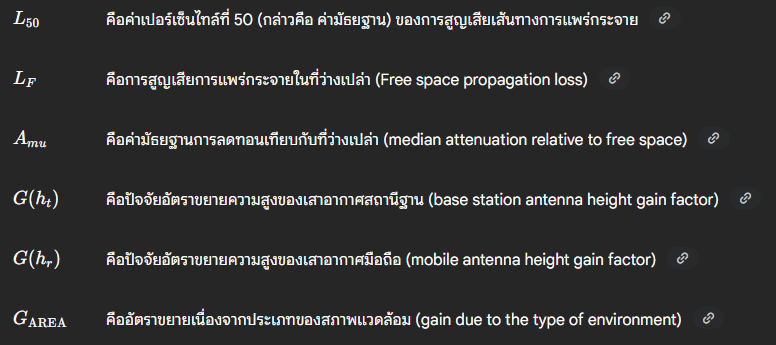 L₅₀ คือค่าเปอร์เซ็นไทล์ที่ 50 (กล่าวคือ ค่ามัธยฐาน) ของการสูญเสียเส้นทางการแพร่กระจาย
L_F คือการสูญเสียการแพร่กระจายในที่ว่างเปล่า (Free space propagation loss)
A_mu คือค่ามัธยฐานการลดทอนเทียบกับที่ว่างเปล่า (median attenuation relative to free space)
G(h_t) คือปัจจัยอัตราขยายความสูงของเสาอากาศสถานีฐาน (base station antenna height gain factor)
G(h_r) คือปัจจัยอัตราขยายความสูงของเสาอากาศมือถือ (mobile antenna height gain factor)
G_AREA คืออัตราขยายเนื่องจากประเภทของสภาพแวดล้อม (gain due to the type of environment)